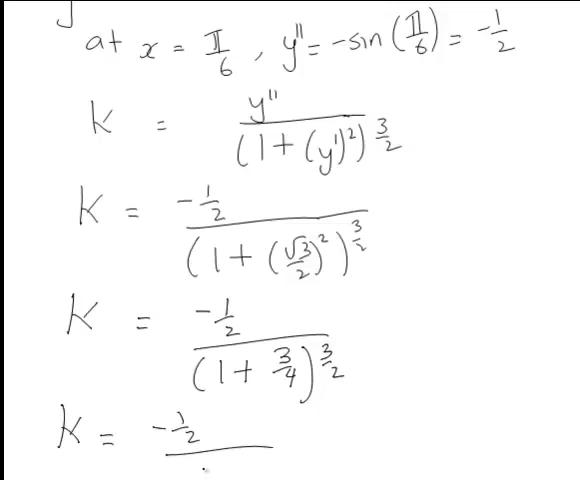 at x = π/6 , y'' = -sin(π/6) = -1/2
K = y'' / (1 + (y')²)^(3/2)
K = -1/2 / (1 + (√3/2)²)^(3/2)
K = -1/2 / (1 + 3/4)^(3/2)
K = -1/2 /